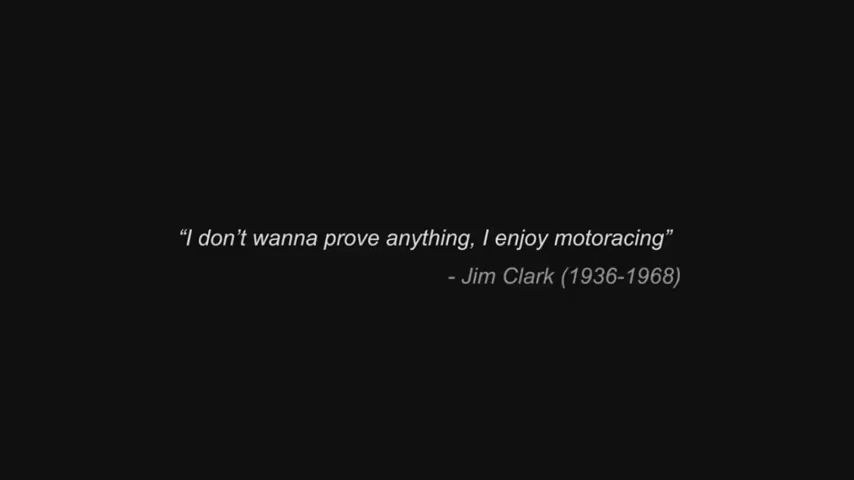 “I don’t wanna prove anything, I enjoy motoracing”
- Jim Clark (1936-1968)